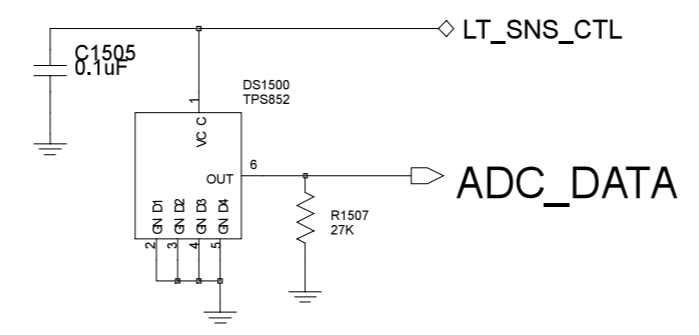 LT_SNS_CTL
C1505
0.1uF
DS1500
TPS852
1
VC C
6
OUT
ADC_DATA
GN D1
GN D2
GN D3
GN D4
R1507
27K
2
3
4
5